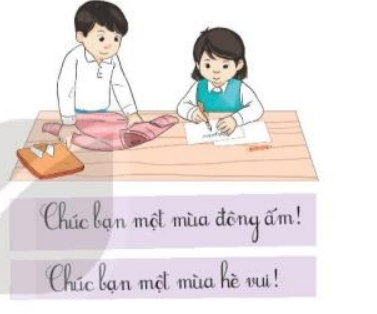 Chúc bạn một mùa đông ấm!
Chúc bạn một mùa hè vui!